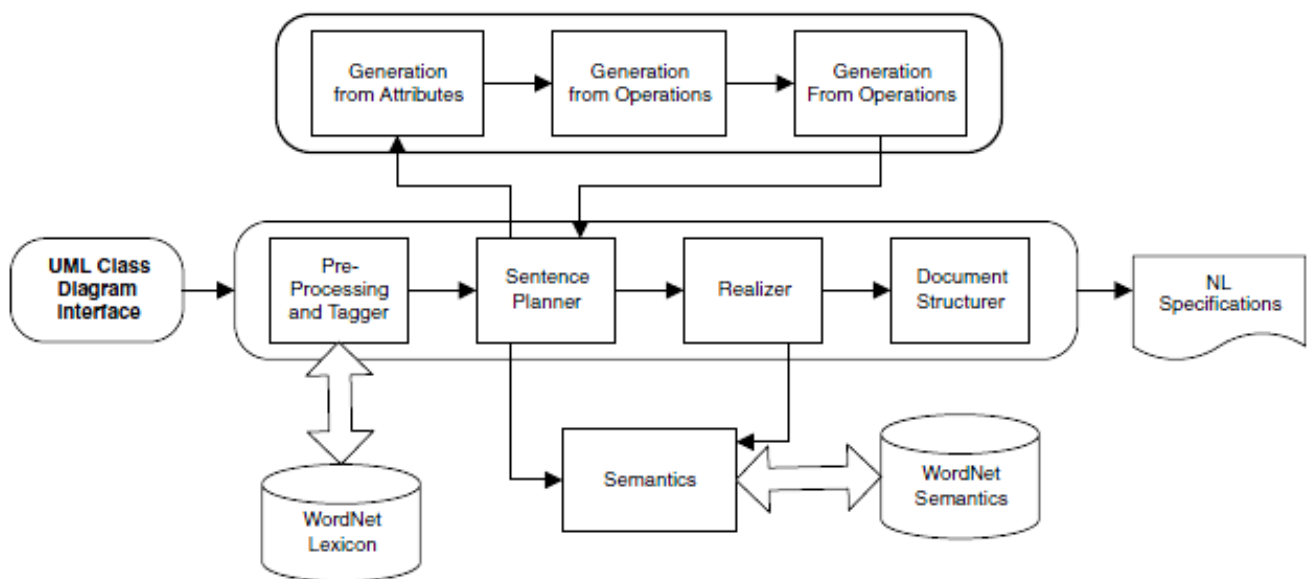 Generation
from Attributes
Generation
from Operations
Generation
From Operations
UML Class
Diagram
Interface
Pre-
Processing
and Tagger
Sentence
Planner
Realizer
Document
Structurer
NL
Specifications
Semantics
WordNet
Semantics
WordNet
Lexicon